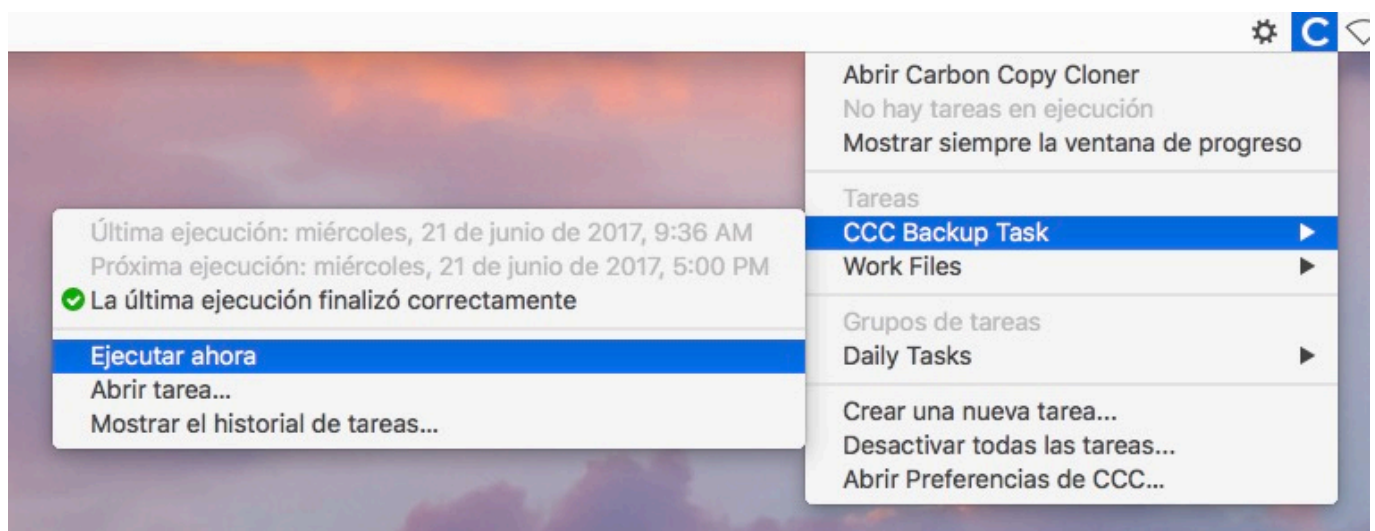 C
Abrir Carbon Copy Cloner
No hay tareas en ejecución
Mostrar siempre la ventana de progreso
Tareas
CCC Backup Task
Work Files
Grupos de tareas
Daily Tasks
Crear una nueva tarea...
Desactivar todas las tareas...
Abrir Preferencias de CCC...
Última ejecución: miércoles, 21 de junio de 2017, 9:36 AM
Próxima ejecución: miércoles, 21 de junio de 2017, 5:00 PM
La última ejecución finalizó correctamente
Ejecutar ahora
Abrir tarea...
Mostrar el historial de tareas...